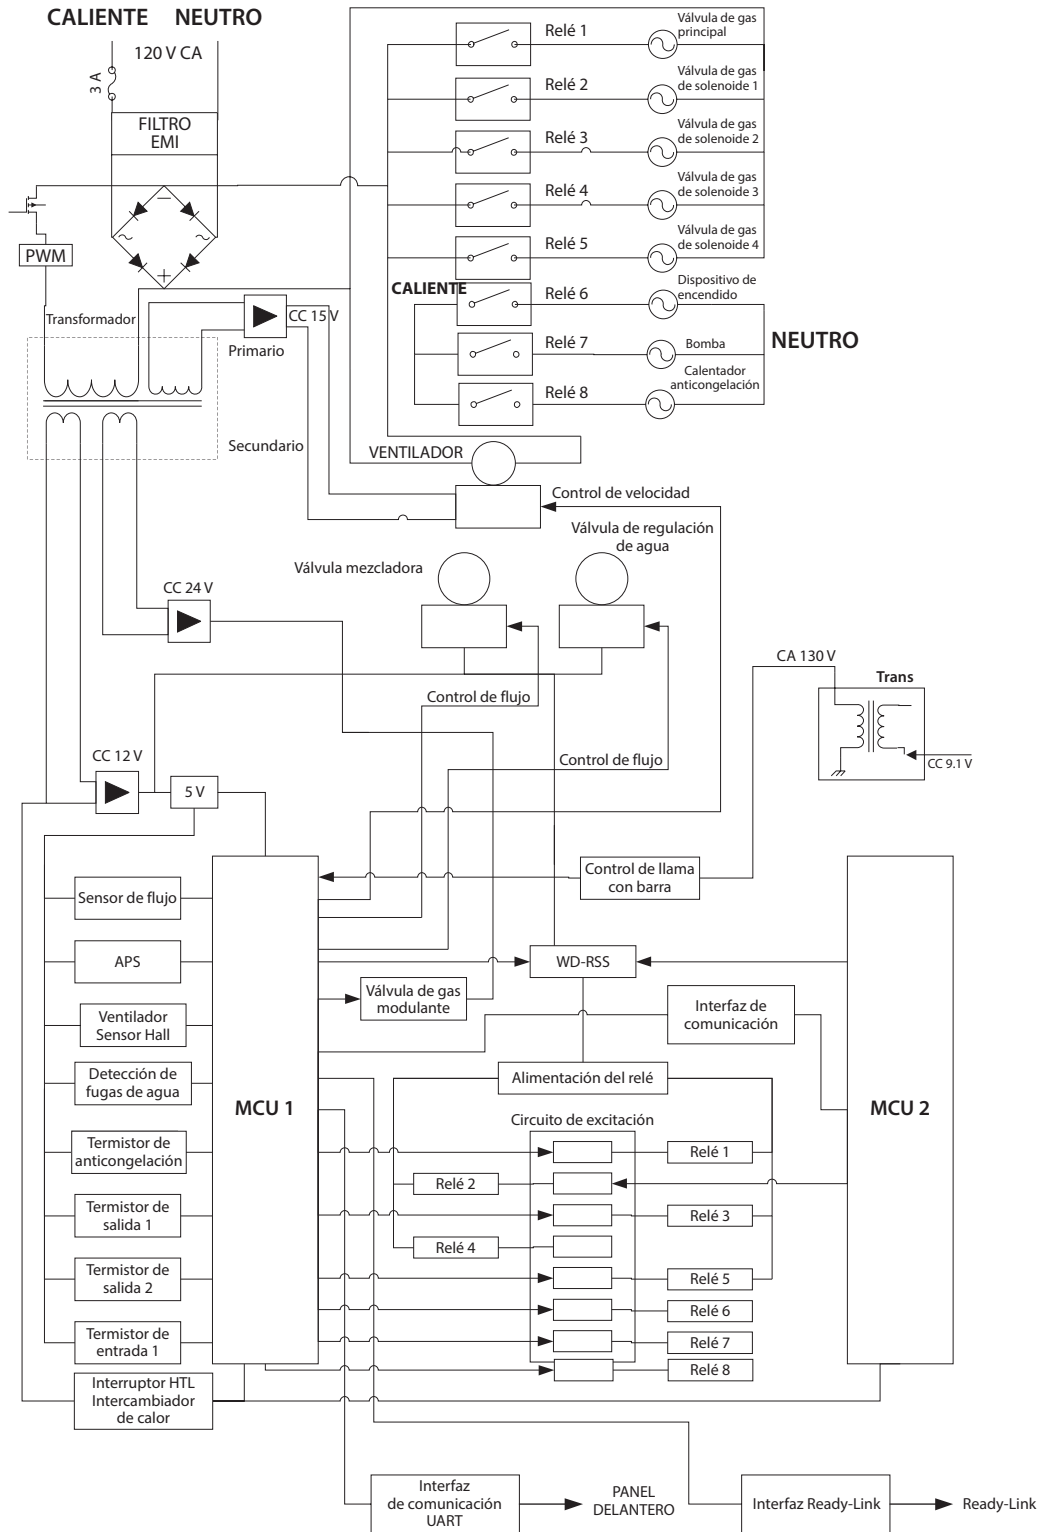 CALIENTE NEUTRO
120 V CA
3 A
FILTRO
EMI
PWM
Transformador
CC 15 V
Primario
Secundario
Relé 1
Válvula de gas
principal
Relé 2
Válvula de gas
de solenoide 1
Relé 3
Válvula de gas
de solenoide 2
Relé 4
Válvula de gas
de solenoide 3
Relé 5
Válvula de gas
de solenoide 4
CALIENTE
Relé 6
Dispositivo de
encendido
Relé 7
Bomba
NEUTRO
Relé 8
Calentador
anticongelación
VENTILADOR
Control de velocidad
Válvula de regulación
de agua
Válvula mezcladora
CC 24 V
CA 130 V
Trans
CC 9.1 V
Control de flujo
Control de flujo
CC 12 V
5 V
Control de llama
con barra
Sensor de flujo
APS
Ventilador
Sensor Hall
Detección de
fugas de agua
Termistor de
anticongelación
Termistor de
salida 1
Termistor de
salida 2
Termistor de
entrada 1
Interruptor HTL
Intercambiador
de calor
MCU 1
WD-RSS
Válvula de gas
modulante
Interfaz de
comunicación
Alimentación del relé
MCU 2
Circuito de excitación
Relé 1
Relé 2
Relé 3
Relé 4
Relé 5
Relé 6
Relé 7
Relé 8
Interfaz
de comunicación
UART
PANEL
DELANTERO
Interfaz Ready-Link
Ready-Link